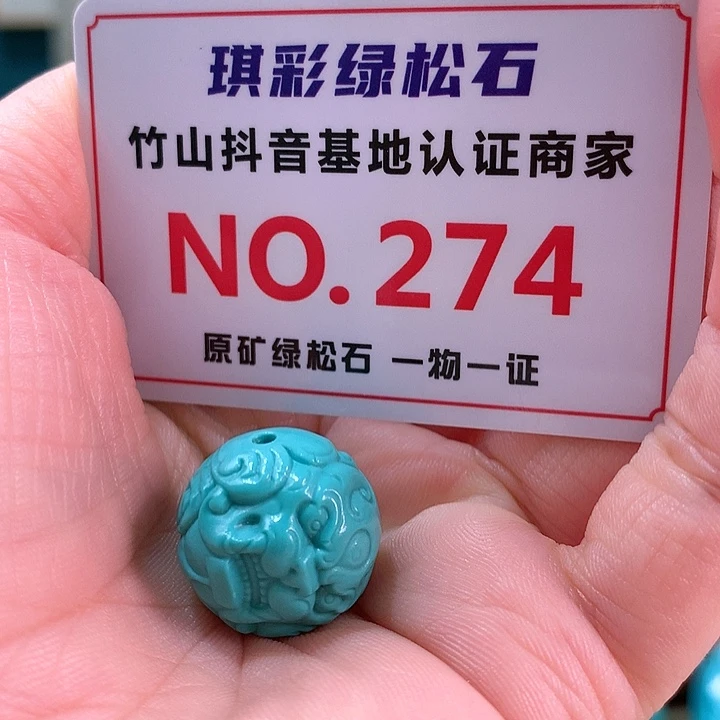 琪彩绿松石
竹山抖音基地认证商家
NO.274
原矿绿松石 一物一证